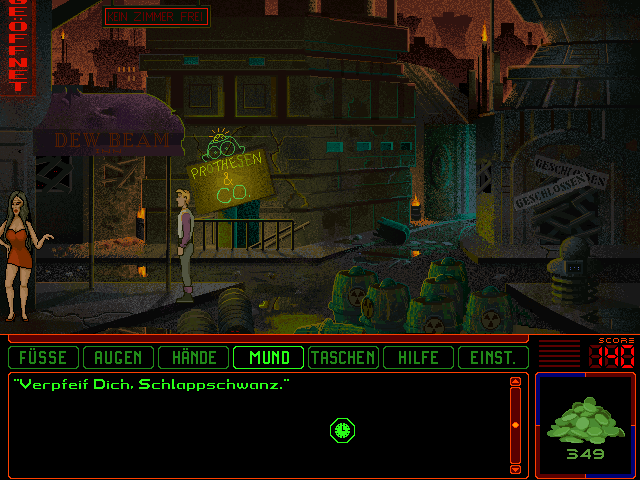 GEÖFFNET
KEIN ZIMMER FREI
DEW BEAM
PROTHESEN
&
CO
GESCHLOSSEN
GESCHLOSSEN
FÜSSE
AUGEN
HÄNDE
MUND
TASCHEN
HILFE
EINST.
SCORE
140
"Verpfeif Dich, Schlappschwanz."
349